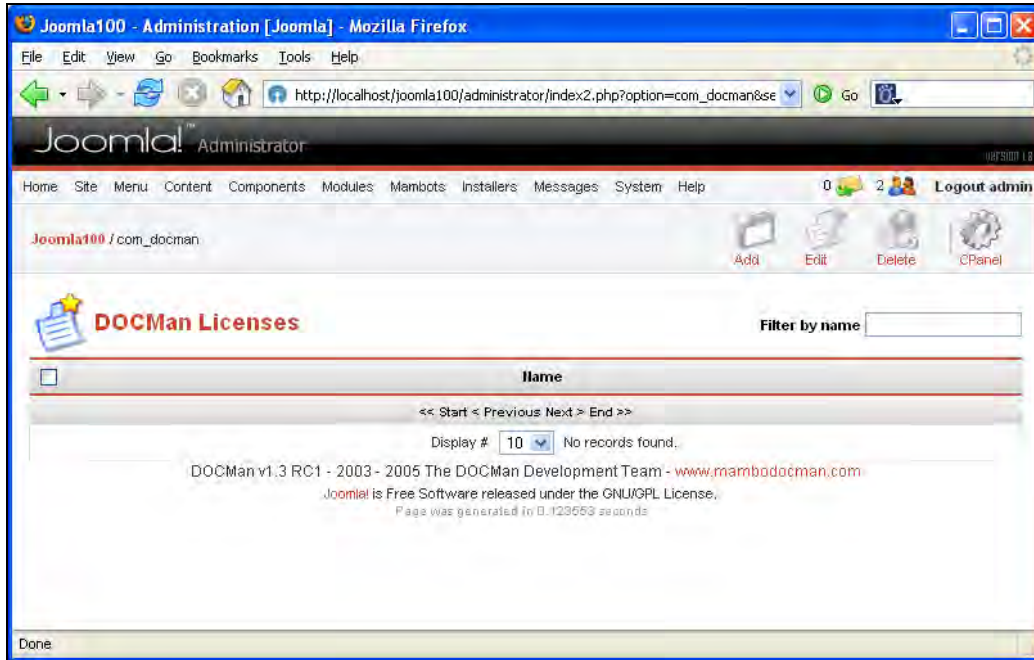 Joomla100 - Administration [Joomla] - Mozilla Firefox
File Edit View Go Bookmarks Tools Help
http://localhost/joomla100/administrator/index2.php?option=com_docman&se Go
Joomla!™ Administrator
Home Site Menu Content Components Modules Mambots Installers Messages System Help 0 2 Logout admin
Joomla100 / com_docman
Add Edit Delete CPanel
DOCMan Licenses Filter by name
Name
<< Start < Previous Next > End >>
Display # 10 No records found.
DOCMan v1.3 RC1 - 2003 - 2005 The DOCMan Development Team - www.mambodocman.com
Joomla! is Free Software released under the GNU/GPL License.
Page was generated in 0.123553 seconds
Done